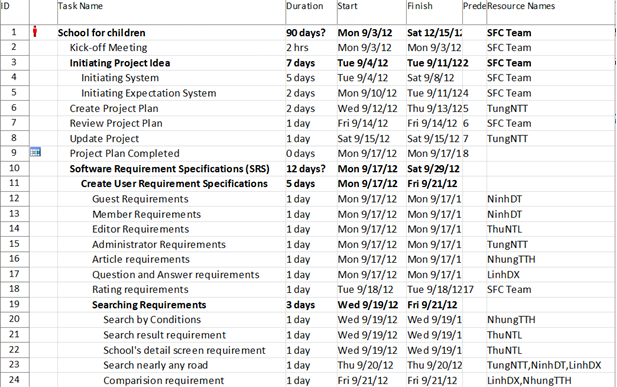 ID Task Name Duration Start Finish Prede Resource Names
1 School for children 90 days? Mon 9/3/12 Sat 12/15/12 SFC Team
2 Kick-off Meeting 2 hrs Mon 9/3/12 Mon 9/3/12 SFC Team
3 Initiating Project Idea 7 days Tue 9/4/12 Tue 9/11/12 2 SFC Team
4 Initiating System 5 days Tue 9/4/12 Sat 9/8/12 SFC Team
5 Initiating Expectation System 2 days Mon 9/10/12 Tue 9/11/12 4 SFC Team
6 Create Project Plan 2 days Wed 9/12/12 Thu 9/13/12 5 TungNTT
7 Review Project Plan 1 day Fri 9/14/12 Fri 9/14/12 6 SFC Team
8 Update Project 1 day Sat 9/15/12 Sat 9/15/12 7 TungNTT
9 Project Plan Completed 0 days Mon 9/17/12 Mon 9/17/1 8
10 Software Requirement Specifications (SRS) 12 days? Mon 9/17/12 Sat 9/29/12
11 Create User Requirement Specifications 5 days Mon 9/17/12 Fri 9/21/12
12 Guest Requirements 1 day Mon 9/17/12 Mon 9/17/1 NinhDT
13 Member Requirements 1 day Mon 9/17/12 Mon 9/17/1 NinhDT
14 Editor Requirements 1 day Mon 9/17/12 Mon 9/17/1 ThuNTL
15 Administrator Requirements 1 day Mon 9/17/12 Mon 9/17/1 TungNTT
16 Article requirements 1 day Mon 9/17/12 Mon 9/17/1 NhungTTH
17 Question and Answer requirements 1 day Mon 9/17/12 Mon 9/17/1 LinhDX
18 Rating requirements 1 day Tue 9/18/12 Tue 9/18/12 17 SFC Team
19 Searching Requirements 3 days Wed 9/19/12 Fri 9/21/12
20 Search by Conditions 1 day Wed 9/19/12 Wed 9/19/1 NhungTTH
21 Search result requirement 1 day Wed 9/19/12 Wed 9/19/1 ThuNTL
22 School's detail screen requirement 1 day Wed 9/19/12 Wed 9/19/1 ThuNTL
23 Search nearly any road 1 day Thu 9/20/12 Thu 9/20/12 TungNTT,NinhDT,LinhDX
24 Comparision requirement 1 day Fri 9/21/12 Fri 9/21/12 LinhDX,NhungTTH